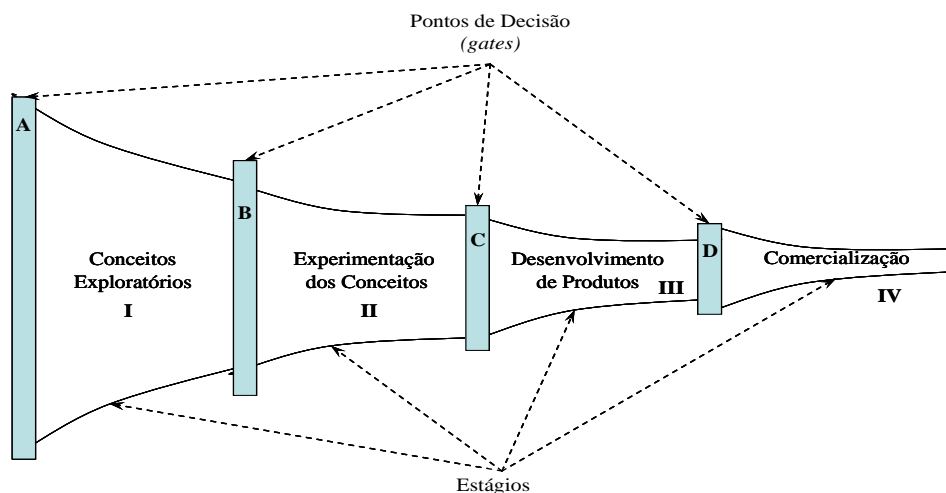 Pontos de Decisão
(gates)
A
B
C
D
Conceitos
Exploratórios
I
Experimentação
dos Conceitos
II
Desenvolvimento
de Produtos
III
Comercialização
IV
Estágios